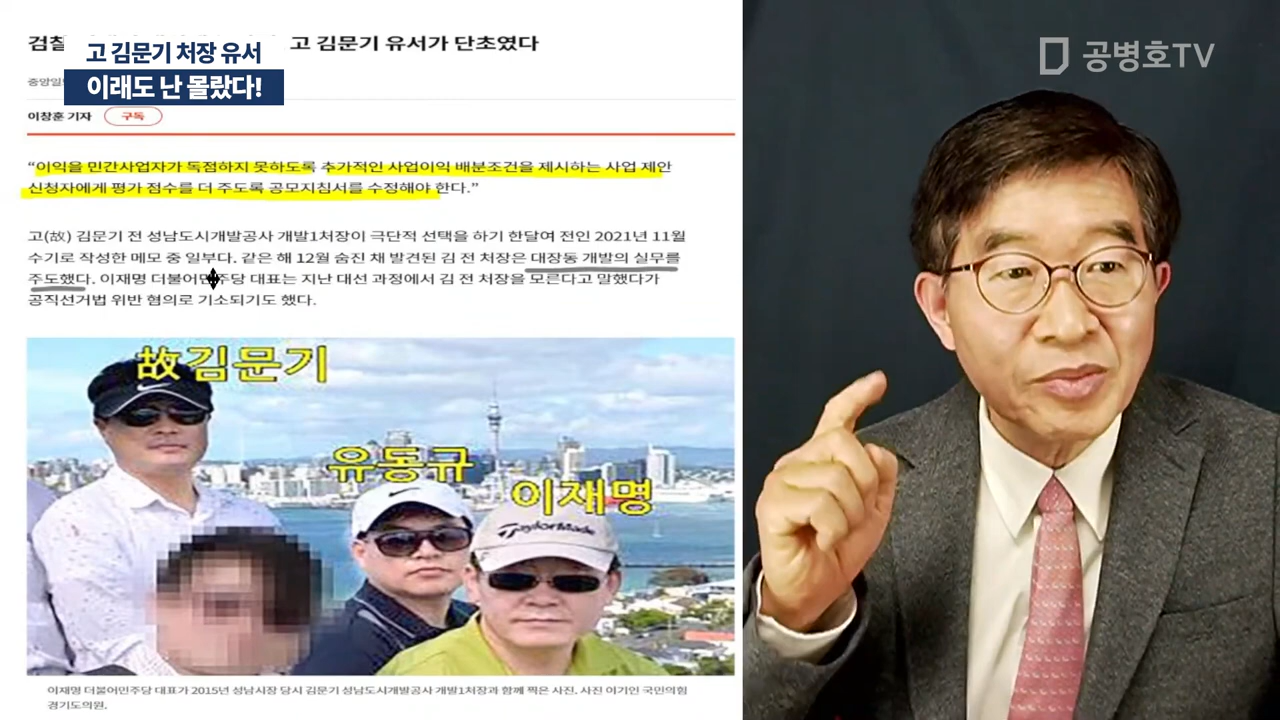 검찰
고 김문기 유서가 단초였다
고 김문기 처장 유서
이래도 난 몰랐다!
공병호TV
중앙일
이창훈 기자
구독
“이익을 민간사업자가 독점하지 못하도록 추가적인 사업이익 배분조건을 제시하는 사업 제안
신청자에게 평가 점수를 더 주도록 공모지침서를 수정해야 한다.”
고(故) 김문기 전 성남도시개발공사 개발1처장이 극단적 선택을 하기 한달여 전인 2021년 11월
수기로 작성한 메모 중 일부다. 같은 해 12월 숨진 채 발견된 김 전 처장은 대장동 개발의 실무를
주도했다. 이재명 더불어민주당 대표는 지난 대선 과정에서 김 전 처장을 모른다고 말했다가
공직선거법 위반 혐의로 기소되기도 했다.
故김문기
유동규
이재명
TaylorMade
이재명 더불어민주당 대표가 2015년 성남시장 당시 김문기 성남도시개발공사 개발1처장과 함께 찍은 사진. 사진 이기인 국민의힘
경기도의원.